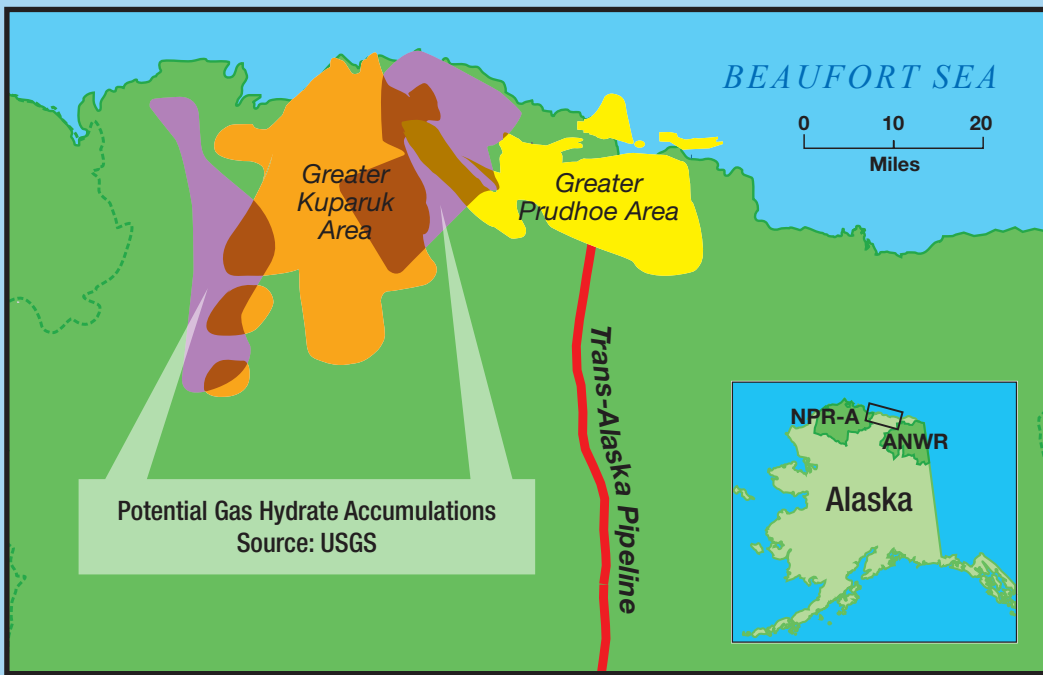 BEAUFORT SEA
0 10 20
Miles
Greater
Kuparuk
Area
Greater
Prudhoe Area
Trans-Alaska Pipeline
Potential Gas Hydrate Accumulations
Source: USGS
NPR-A
ANWR
Alaska